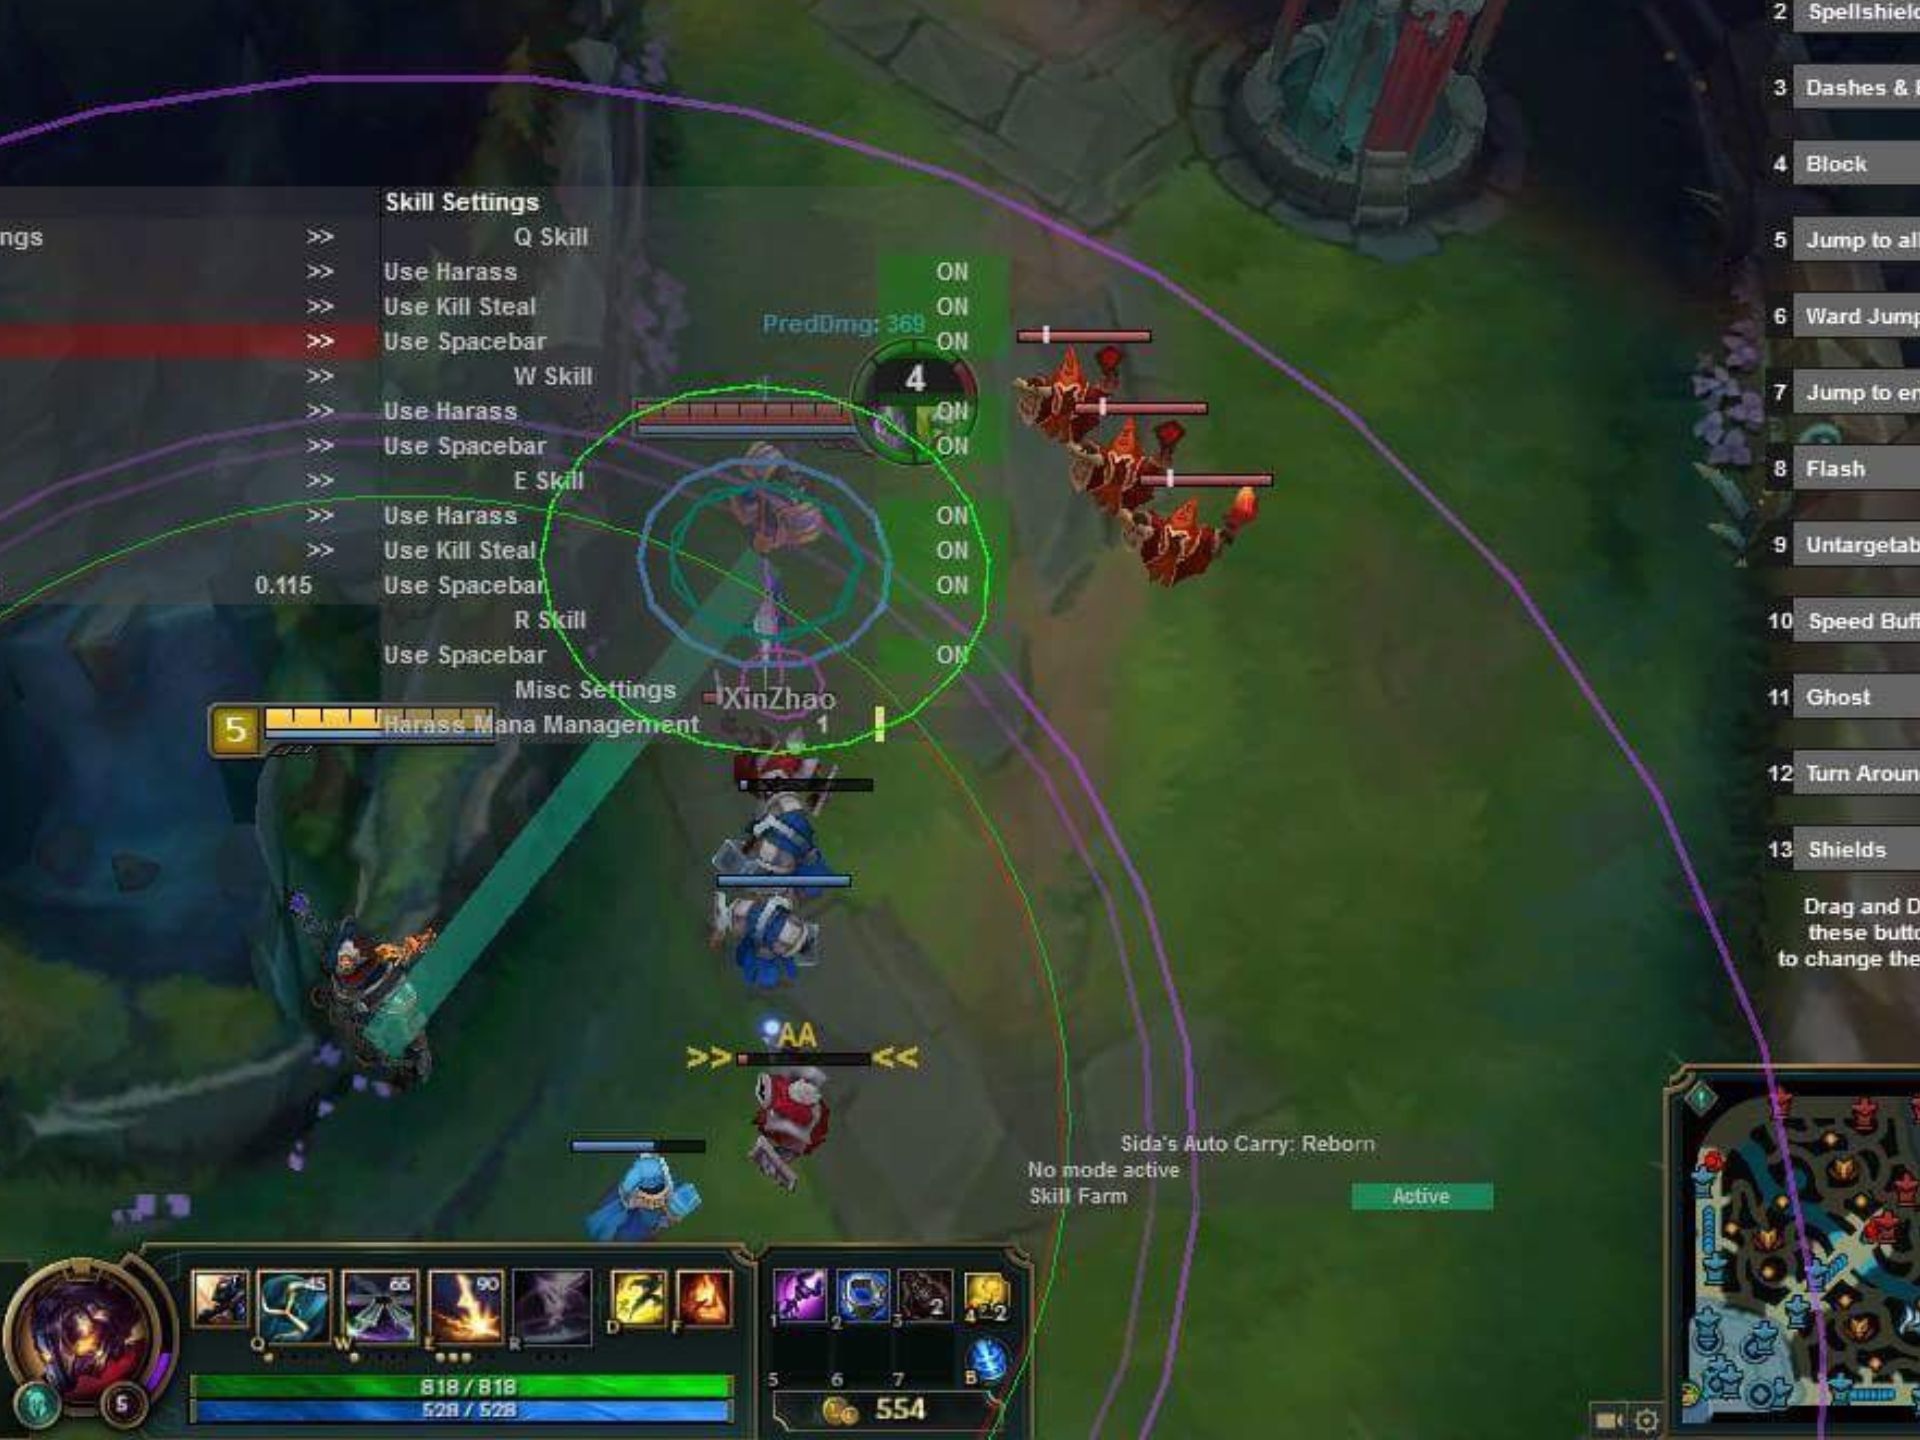 Skill Settings
ngs >> Q Skill
>> Use Harass ON
>> Use Kill Steal ON
>> Use Spacebar ON
>> W Skill
>> Use Harass ON
>> Use Spacebar ON
>> E Skill
>> Use Harass ON
>> Use Kill Steal ON
0.115 Use Spacebar ON
R Skill
Use Spacebar ON
Misc Settings
Harass Mana Management 1
PredDmg: 369
4
XinZhao
5
AA
>> <<
Sida's Auto Carry: Reborn
No mode active
Skill Farm Active
2 Spellshield
3 Dashes &
4 Block
5 Jump to all
6 Ward Jump
7 Jump to en
8 Flash
9 Untargetab
10 Speed Buff
11 Ghost
12 Turn Aroun
13 Shields
Drag and D
these butto
to change the
45 65 90
Q W E R D F
818 / 818
528 / 528
5
2 2
1 2 3 4
5 6 7 B
554